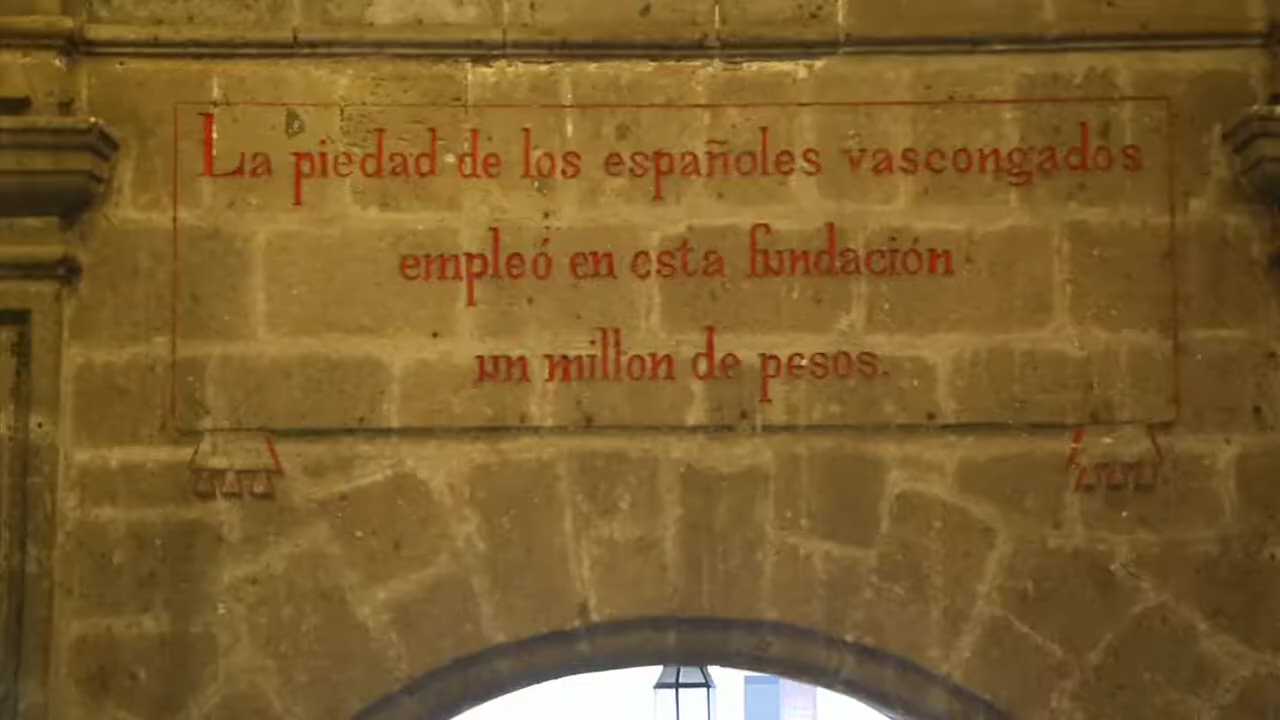 La piedad de los españoles vascongados
empleó en esta fundación
un millon de pesos.